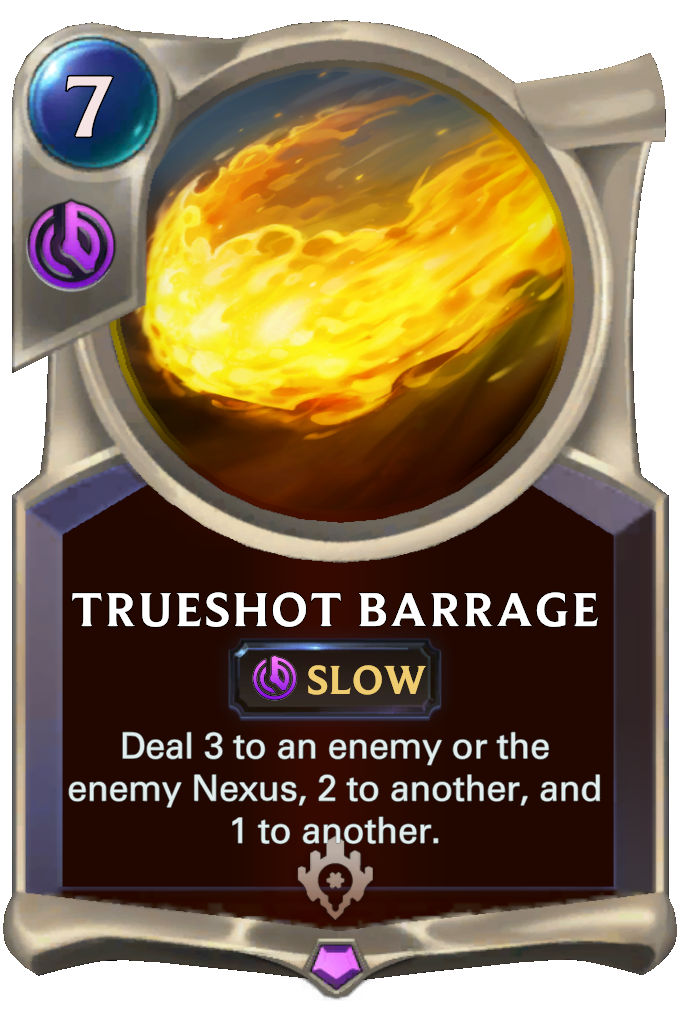 7
TRUESHOT BARRAGE
SLOW
Deal 3 to an enemy or the
enemy Nexus, 2 to another, and
1 to another.